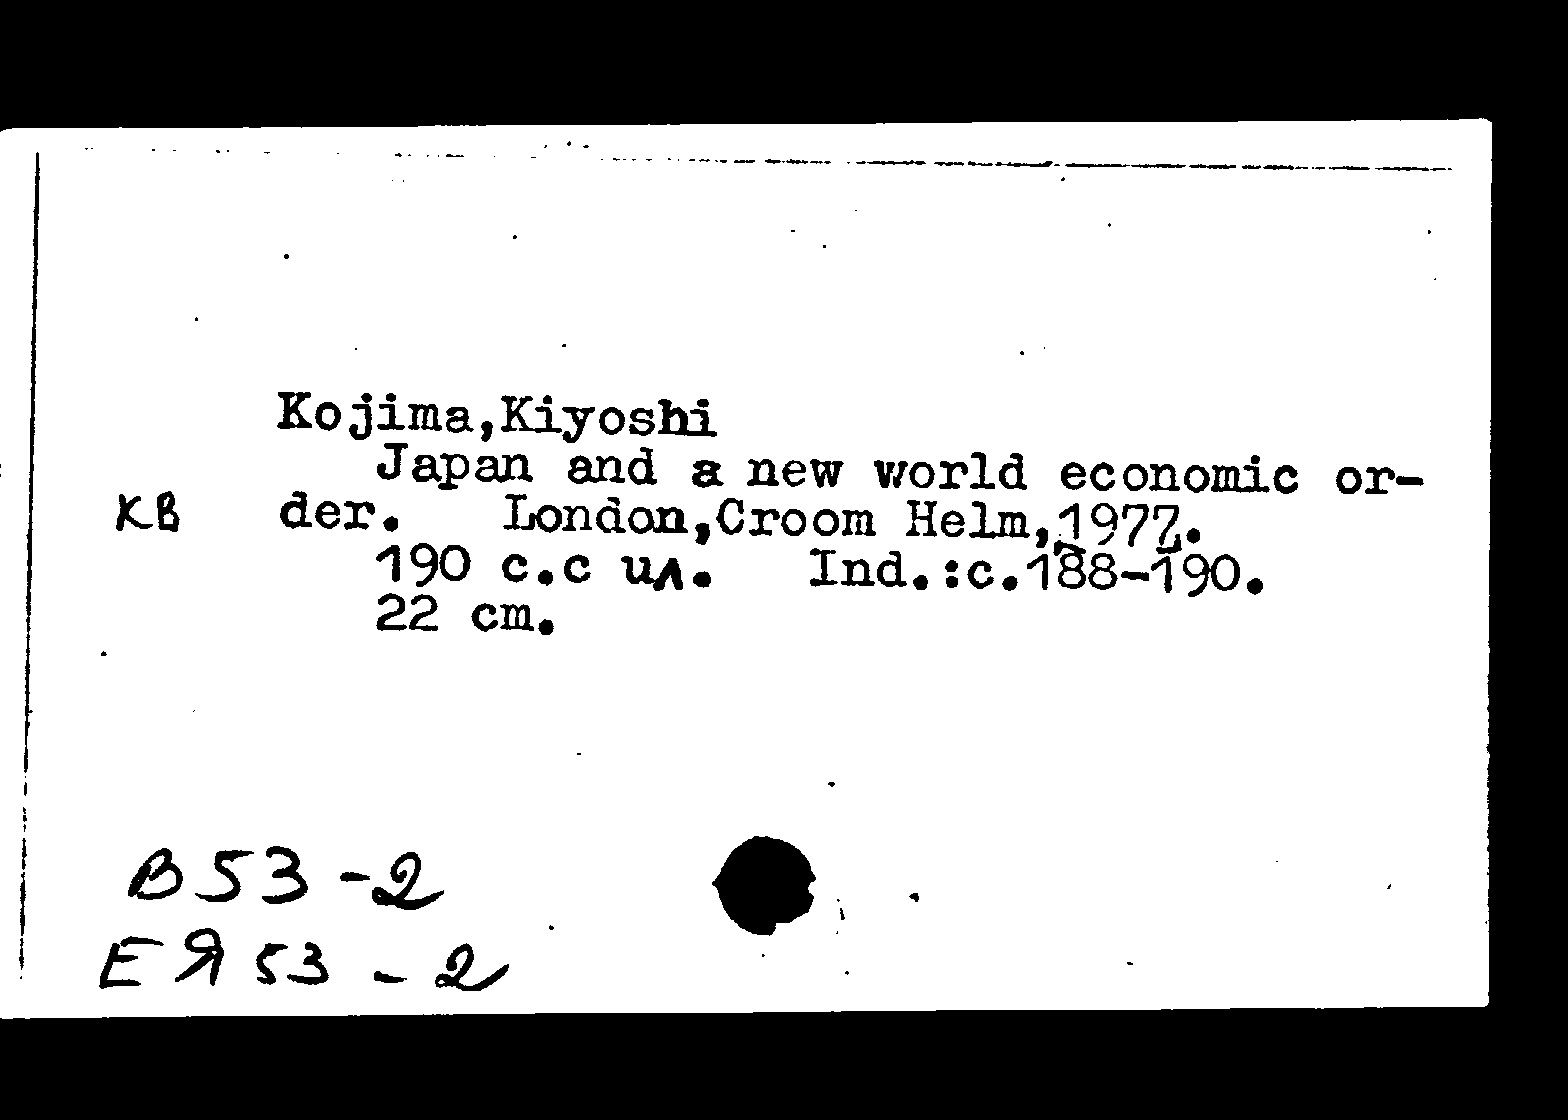 Kojima,Kiyoshi
Japan and a new world economic or-
КВ der. London,Croom Helm,1977.
190 c.c ил. Ind.:c.188-190.
22 cm.
В53-2
ЕЯ53-2